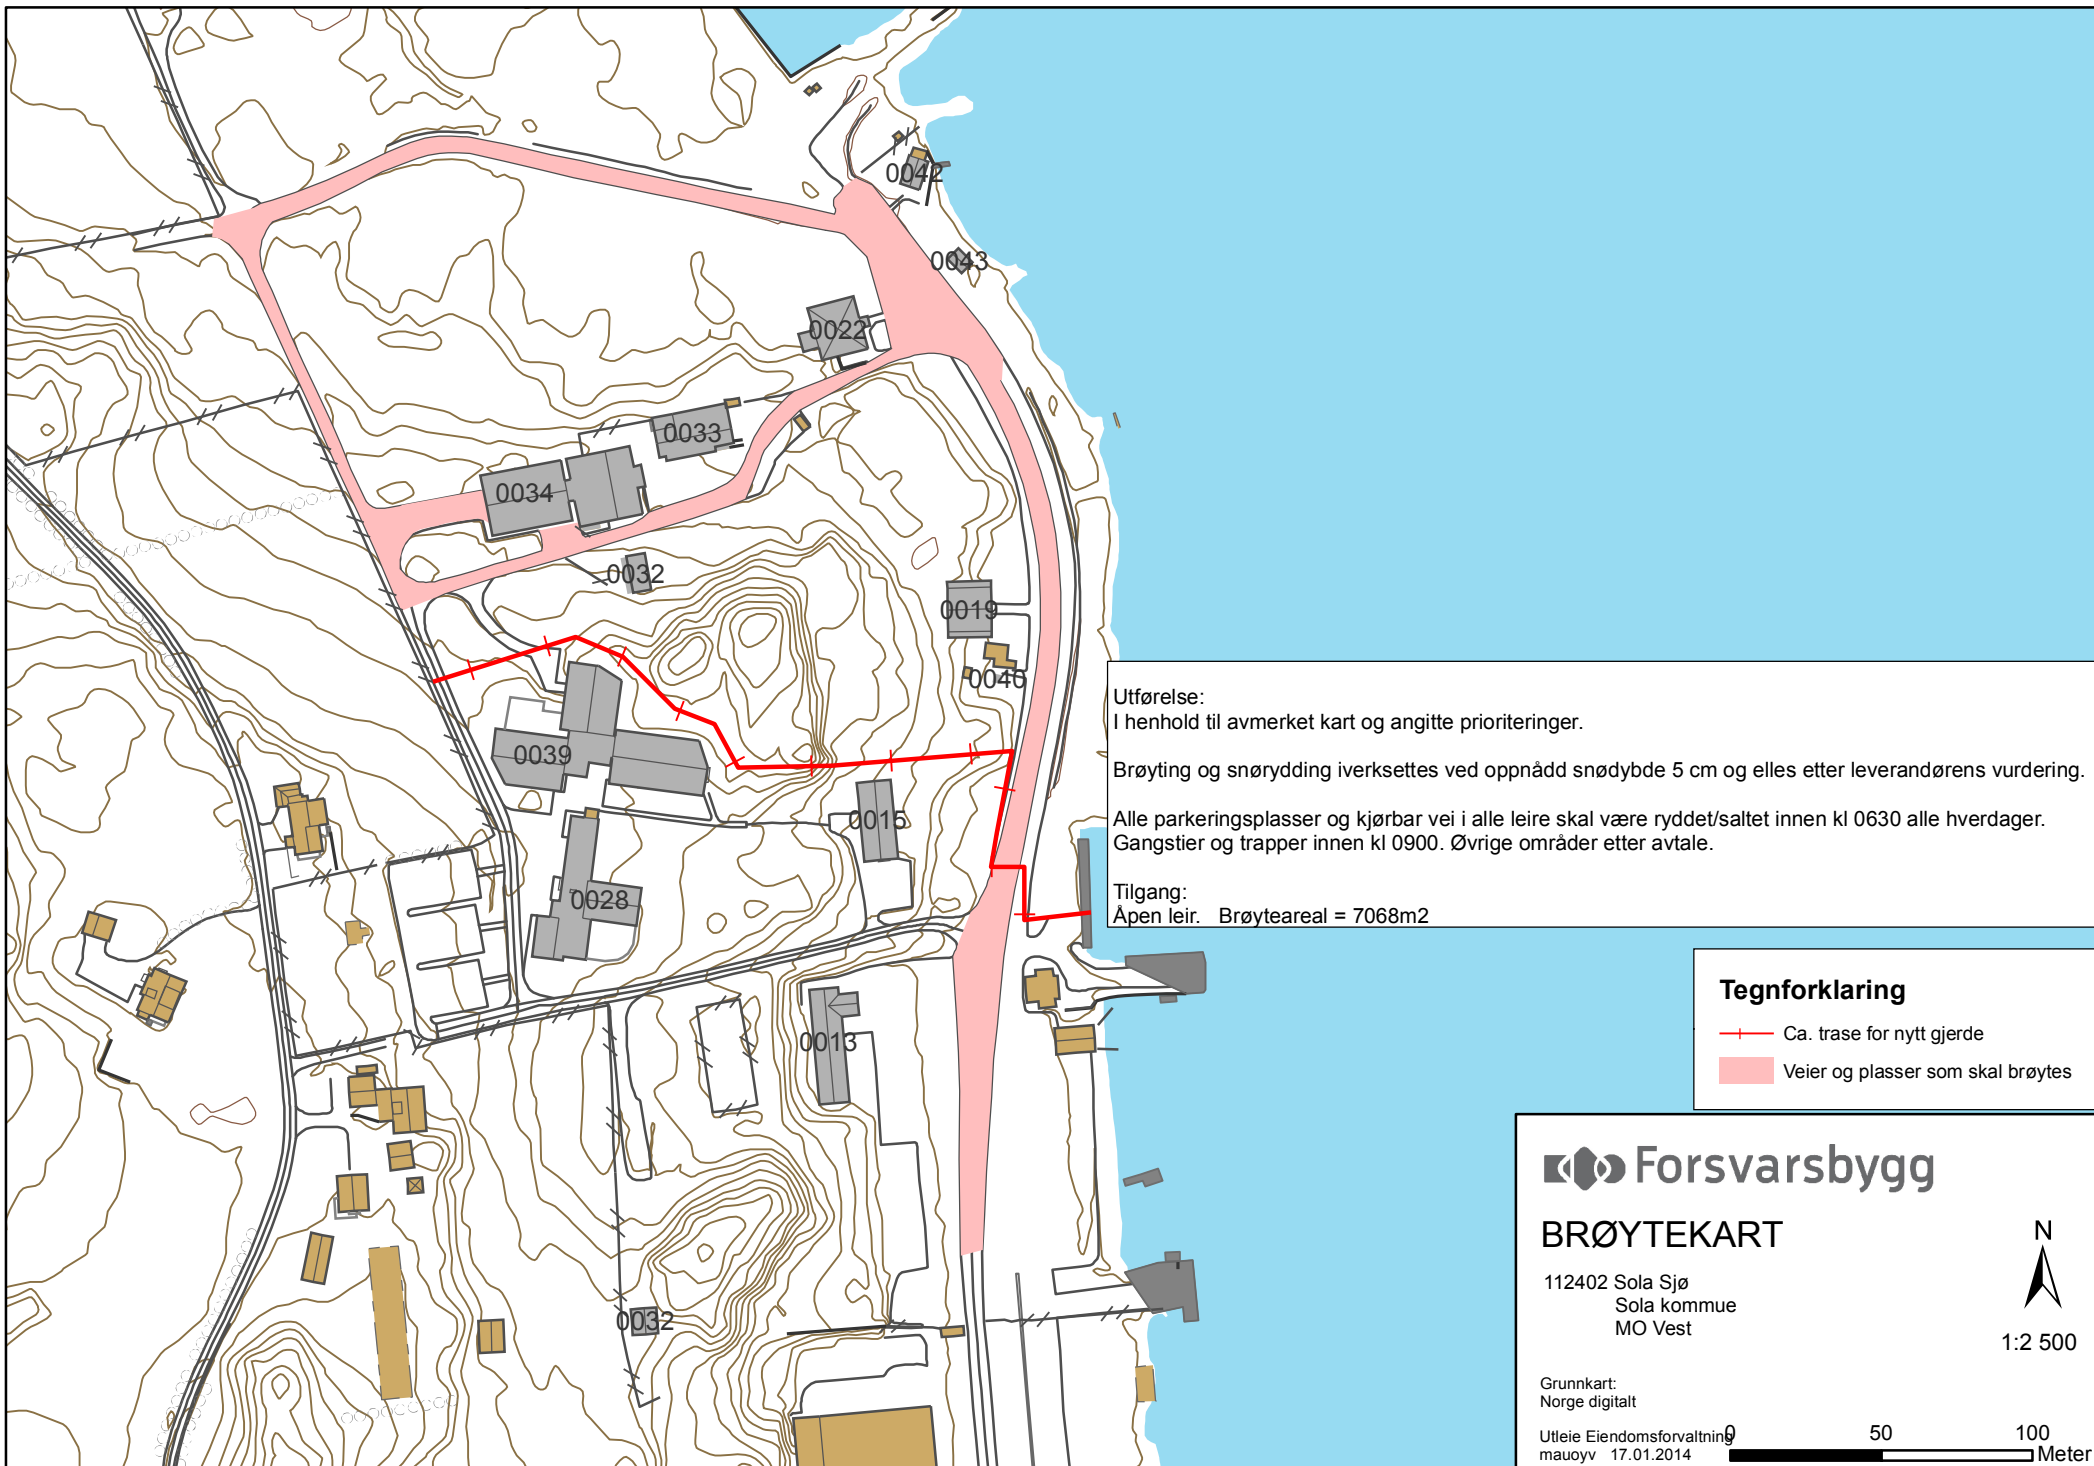 0042
0043
0022
0033
0034
0032
0019
0040
0039
0015
0028
0013
0032
Utførelse:
I henhold til avmerket kart og angitte prioriteringer.
Brøyting og snørydding iverksettes ved oppnådd snødybde 5 cm og elles etter leverandørens vurdering.
Alle parkeringsplasser og kjørbar vei i alle leire skal være ryddet/saltet innen kl 0630 alle hverdager.
Gangstier og trapper innen kl 0900. Øvrige områder etter avtale.
Tilgang:
Åpen leir. Brøyteareal = 7068m2
Tegnforklaring
Ca. trase for nytt gjerde
Veier og plasser som skal brøytes
Forsvarsbygg
BRØYTEKART
N
112402 Sola Sjø
Sola kommue
MO Vest
1:2 500
Grunnkart:
Norge digitalt
Utleie Eiendomsforvaltning
mauoyv 17.01.2014
0 50 100
Meter